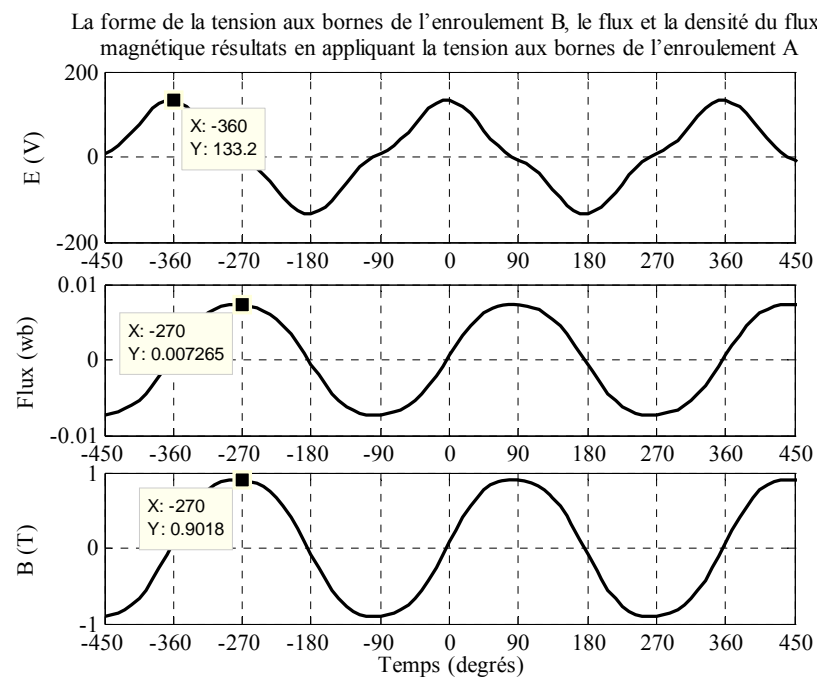 La forme de la tension aux bornes de l’enroulement B, le flux et la densité du flux
magnétique résultats en appliquant la tension aux bornes de l’enroulement A
200
X: -360
Y: 133.2
E (V)
0
-200
-450 -360 -270 -180 -90 0 90 180 270 360 450
0.01
X: -270
Y: 0.007265
Flux (wb)
0
-0.01
-450 -360 -270 -180 -90 0 90 180 270 360 450
1
X: -270
Y: 0.9018
B (T)
0
-1
-450 -360 -270 -180 -90 0 90 180 270 360 450
Temps (degrés)